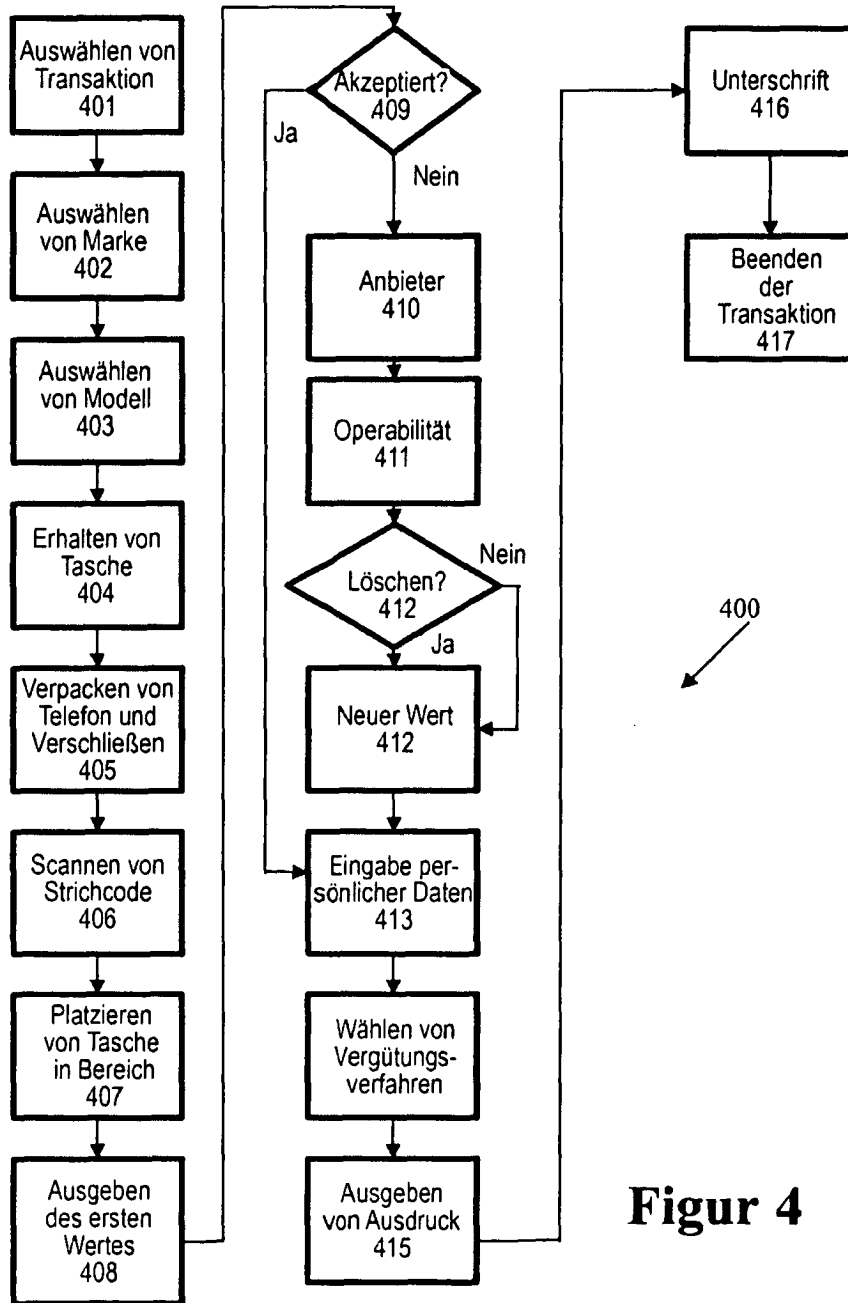 Auswählen von
Transaktion
401
Auswählen
von Marke
402
Auswählen
von Modell
403
Erhalten von
Tasche
404
Verpacken von
Telefon und
Verschließen
405
Scannen von
Strichcode
406
Platzieren
von Tasche
in Bereich
407
Ausgeben
des ersten
Wertes
408
Akzeptiert?
409
Ja
Nein
Anbieter
410
Operabilität
411
Löschen?
412
Nein
Ja
Neuer Wert
412
Eingabe per-
sönlicher Daten
413
Wählen von
Vergütungs-
verfahren
Ausgeben
von Ausdruck
415
Unterschrift
416
Beenden
der
Transaktion
417
400
Figur 4